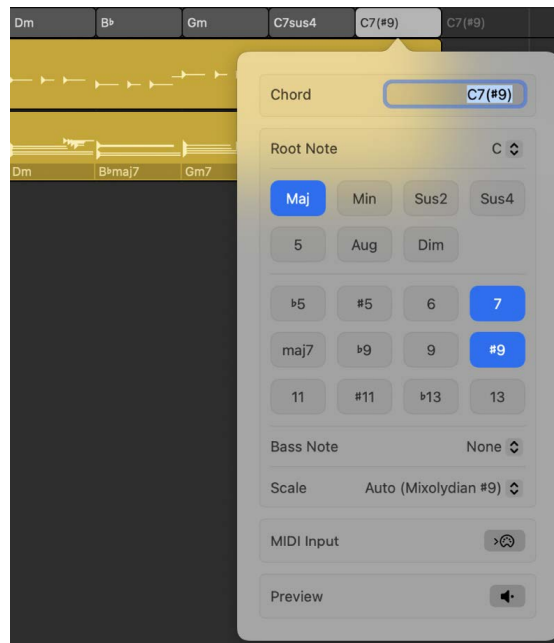 Dm B♭ Gm C7sus4 C7(#9) C7(#9)
Chord C7(#9)
Root Note C
Dm B♭maj7 Gm7
Maj Min Sus2 Sus4
5 Aug Dim
♭5 #5 6 7
maj7 ♭9 9 #9
11 #11 ♭13 13
Bass Note None
Scale Auto (Mixolydian #9)
MIDI Input
Preview